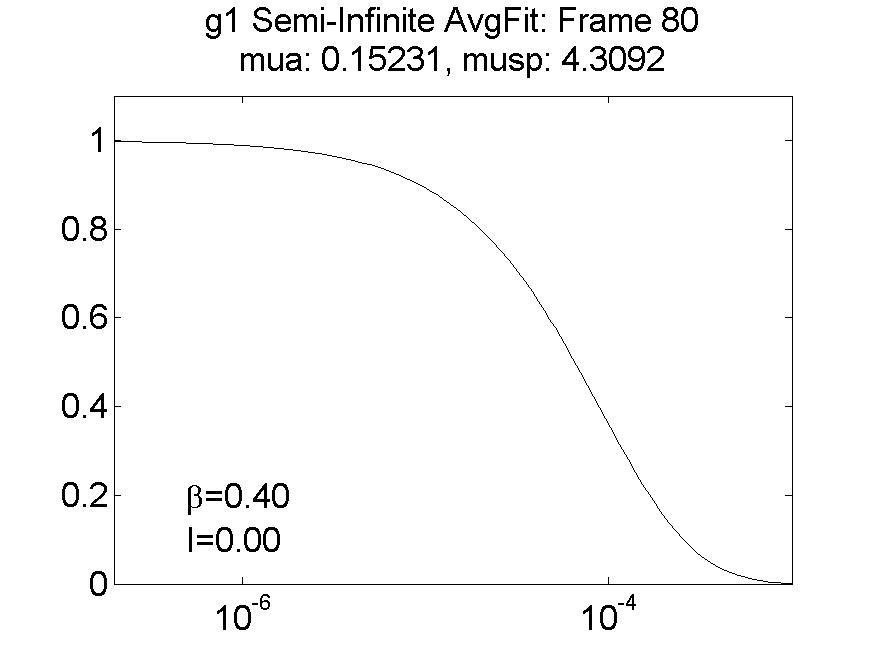 g1 Semi-Infinite AvgFit: Frame 80
mua: 0.15231, musp: 4.3092
1
0.8
0.6
0.4
0.2
0
β=0.40
I=0.00
10^-6
10^-4